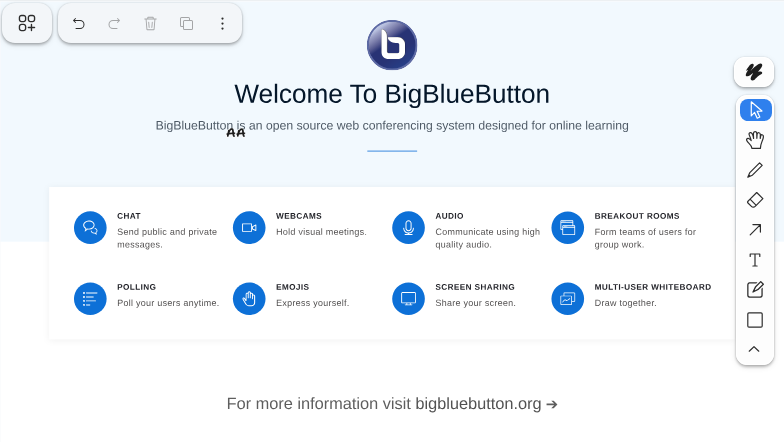 Welcome To BigBlueButton
BigBlueButton is an open source web conferencing system designed for online learning
AA
CHAT
Send public and private
messages.
WEBCAMS
Hold visual meetings.
AUDIO
Communicate using high
quality audio.
BREAKOUT ROOMS
Form teams of users for
group work.
POLLING
Poll your users anytime.
EMOJIS
Express yourself.
SCREEN SHARING
Share your screen.
MULTI-USER WHITEBOARD
Draw together.
For more information visit bigbluebutton.org →